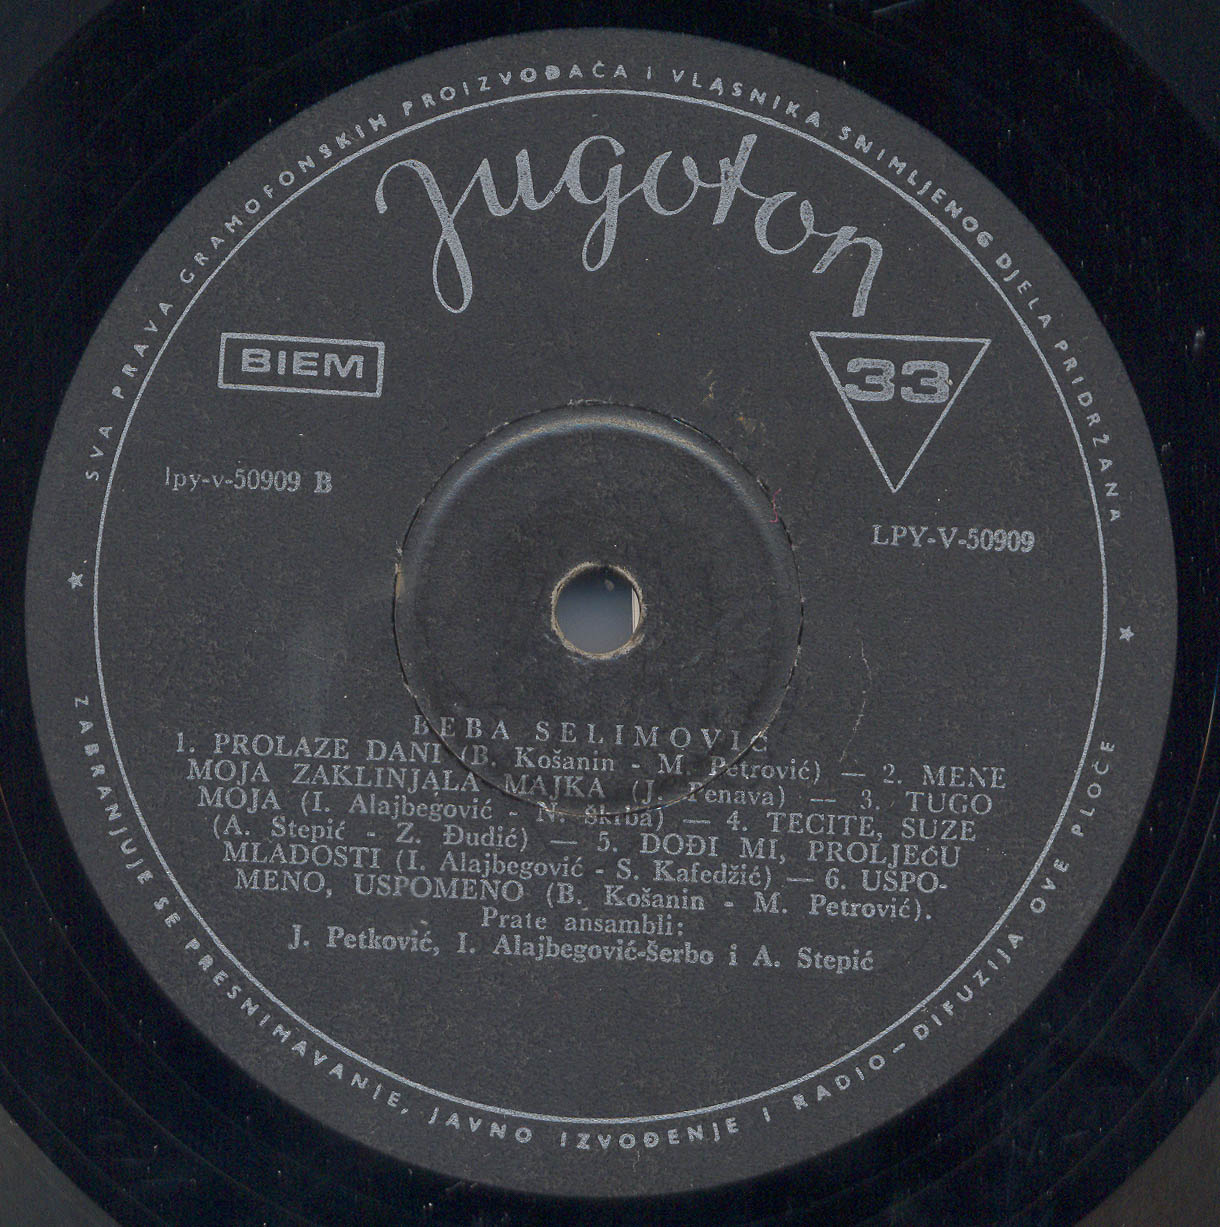 SVA PRAVA GRAMOFONSKIH PROIZVOĐAČA I VLASNIKA SNIMLJENOG DJELA PRIDRŽANA
Jugoton
BIEM
33
lpy-v-50909 B
LPY-V-50909
BEBA SELIMOVIĆ
1. PROLAZE DANI (B. Košanin - M. Petrović) — 2. MENE
MOJA ZAKLINJALA MAJKA (J. Penava) — 3. TUGO
MOJA (I. Alajbegović - N. Škrba) — 4. TECITE, SUZE
(A. Stepić - Z. Đudić) — 5. DOĐI MI, PROLJEĆU
MLADOSTI (I. Alajbegović - S. Kafedžić) — 6. USPO-
MENO, USPOMENO (B. Košanin - M. Petrović).
Prate ansambli:
J. Petković, I. Alajbegović-Šerbo i A. Stepić
ZABRANJUJE SE PRESNIMAVANJE, JAVNO IZVOĐENJE I RADIO-DIFUZIJA OVE PLOČE